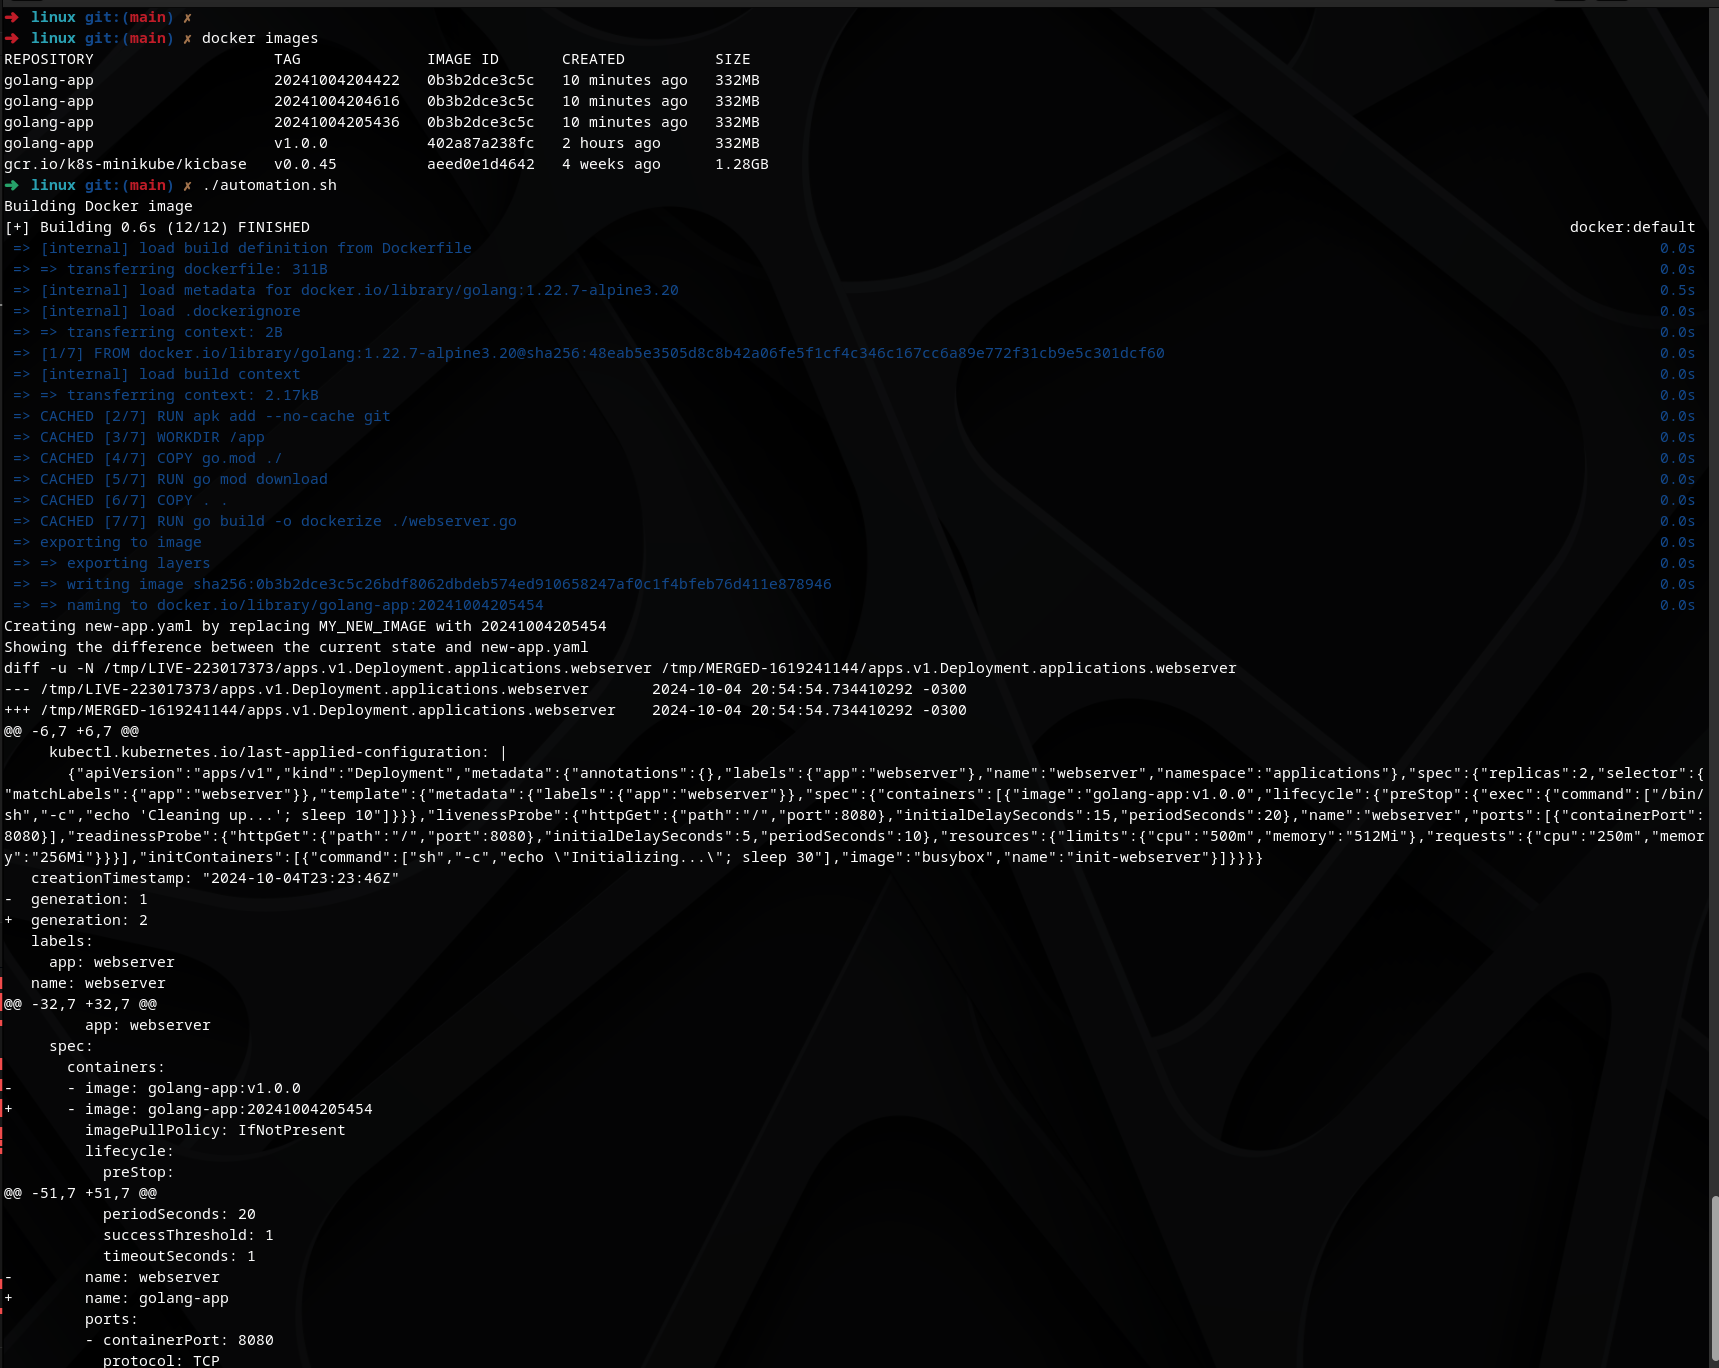 ➜  linux git:(main) ✗
➜  linux git:(main) ✗ docker images
REPOSITORY                    TAG              IMAGE ID       CREATED          SIZE
golang-app                    20241004204422   0b3b2dce3c5c   10 minutes ago   332MB
golang-app                    20241004204616   0b3b2dce3c5c   10 minutes ago   332MB
golang-app                    20241004205436   0b3b2dce3c5c   10 minutes ago   332MB
golang-app                    v1.0.0           402a87a238fc   2 hours ago      332MB
gcr.io/k8s-minikube/kicbase   v0.0.45          aeed0e1d4642   4 weeks ago      1.28GB
➜  linux git:(main) ✗ ./automation.sh
Building Docker image
[+] Building 0.6s (12/12) FINISHED docker:default
 => [internal] load build definition from Dockerfile 0.0s
 => => transferring dockerfile: 311B 0.0s
 => [internal] load metadata for docker.io/library/golang:1.22.7-alpine3.20 0.5s
 => [internal] load .dockerignore 0.0s
 => => transferring context: 2B 0.0s
 => [1/7] FROM docker.io/library/golang:1.22.7-alpine3.20@sha256:48eab5e3505d8c8b42a06fe5f1cf4c346c167cc6a89e772f31cb9e5c301dcf60 0.0s
 => [internal] load build context 0.0s
 => => transferring context: 2.17kB 0.0s
 => CACHED [2/7] RUN apk add --no-cache git 0.0s
 => CACHED [3/7] WORKDIR /app 0.0s
 => CACHED [4/7] COPY go.mod ./ 0.0s
 => CACHED [5/7] RUN go mod download 0.0s
 => CACHED [6/7] COPY . . 0.0s
 => CACHED [7/7] RUN go build -o dockerize ./webserver.go 0.0s
 => exporting to image 0.0s
 => => exporting layers 0.0s
 => => writing image sha256:0b3b2dce3c5c26bdf8062dbdeb574ed910658247af0c1f4bfeb76d411e878946 0.0s
 => => naming to docker.io/library/golang-app:20241004205454 0.0s
Creating new-app.yaml by replacing MY_NEW_IMAGE with 20241004205454
Showing the difference between the current state and new-app.yaml
diff -u -N /tmp/LIVE-223017373/apps.v1.Deployment.applications.webserver /tmp/MERGED-1619241144/apps.v1.Deployment.applications.webserver
--- /tmp/LIVE-223017373/apps.v1.Deployment.applications.webserver       2024-10-04 20:54:54.734410292 -0300
+++ /tmp/MERGED-1619241144/apps.v1.Deployment.applications.webserver    2024-10-04 20:54:54.734410292 -0300
@@ -6,7 +6,7 @@
     kubectl.kubernetes.io/last-applied-configuration: |
       {"apiVersion":"apps/v1","kind":"Deployment","metadata":{"annotations":{},"labels":{"app":"webserver"},"name":"webserver","namespace":"applications"},"spec":{"replicas":2,"selector":{
"matchLabels":{"app":"webserver"}},"template":{"metadata":{"labels":{"app":"webserver"}},"spec":{"containers":[{"image":"golang-app:v1.0.0","lifecycle":{"preStop":{"exec":{"command":["/bin/
sh","-c","echo 'Cleaning up...'; sleep 10"]}}},"livenessProbe":{"httpGet":{"path":"/","port":8080},"initialDelaySeconds":15,"periodSeconds":20},"name":"webserver","ports":[{"containerPort":
8080}],"readinessProbe":{"httpGet":{"path":"/","port":8080},"initialDelaySeconds":5,"periodSeconds":10},"resources":{"limits":{"cpu":"500m","memory":"512Mi"},"requests":{"cpu":"250m","memor
y":"256Mi"}}}],"initContainers":[{"command":["sh","-c","echo \"Initializing...\"; sleep 30"],"image":"busybox","name":"init-webserver"}]}}}}
   creationTimestamp: "2024-10-04T23:23:46Z"
-  generation: 1
+  generation: 2
   labels:
     app: webserver
   name: webserver
@@ -32,7 +32,7 @@
         app: webserver
     spec:
       containers:
-      - image: golang-app:v1.0.0
+      - image: golang-app:20241004205454
         imagePullPolicy: IfNotPresent
         lifecycle:
           preStop:
@@ -51,7 +51,7 @@
           periodSeconds: 20
           successThreshold: 1
           timeoutSeconds: 1
-        name: webserver
+        name: golang-app
         ports:
         - containerPort: 8080
           protocol: TCP